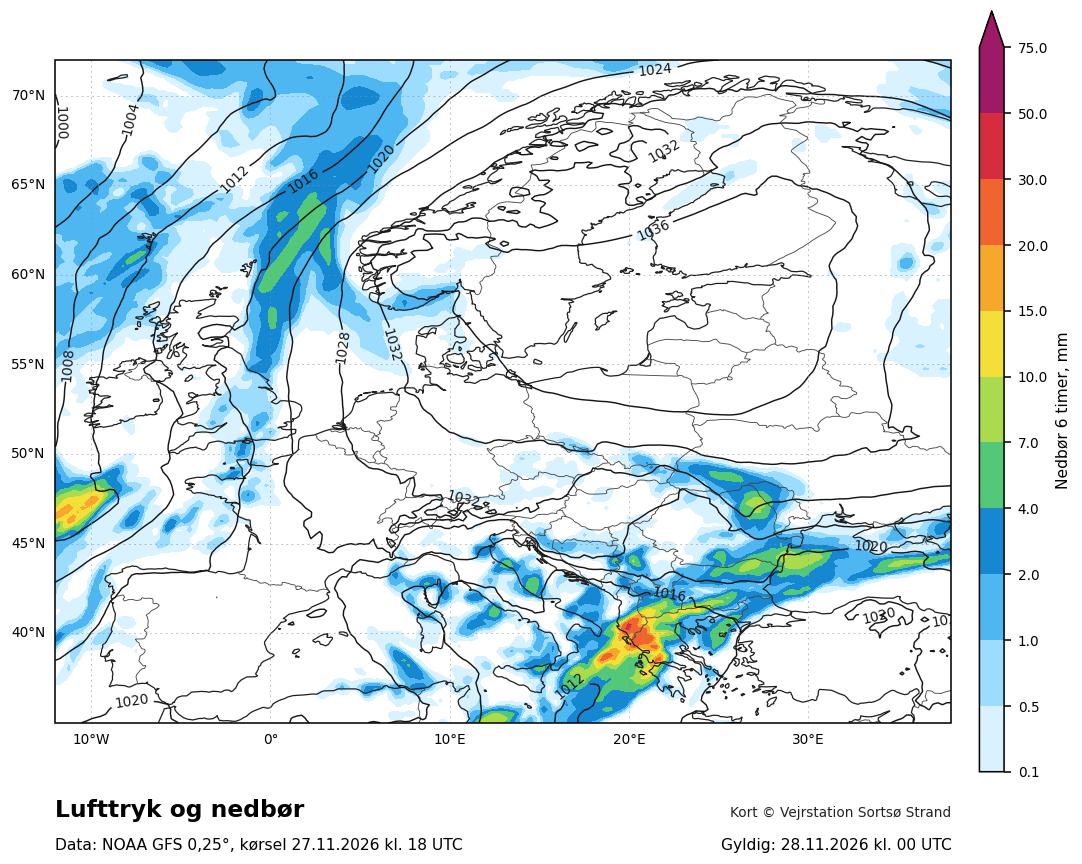 75.0
50.0
30.0
20.0
15.0
10.0
7.0
4.0
2.0
1.0
0.5
0.1
Nedbør 6 timer, mm
70°N
65°N
60°N
55°N
50°N
45°N
40°N
10°W
0°
10°E
20°E
30°E
1000
1004
1024
1032
1020
1012
1016
1036
1008
1028
1032
1032
1020
1016
1020
1012
1020
Lufttryk og nedbør
Kort © Vejrstation Sortsø Strand
Data: NOAA GFS 0,25°, kørsel 27.11.2026 kl. 18 UTC
Gyldig: 28.11.2026 kl. 00 UTC